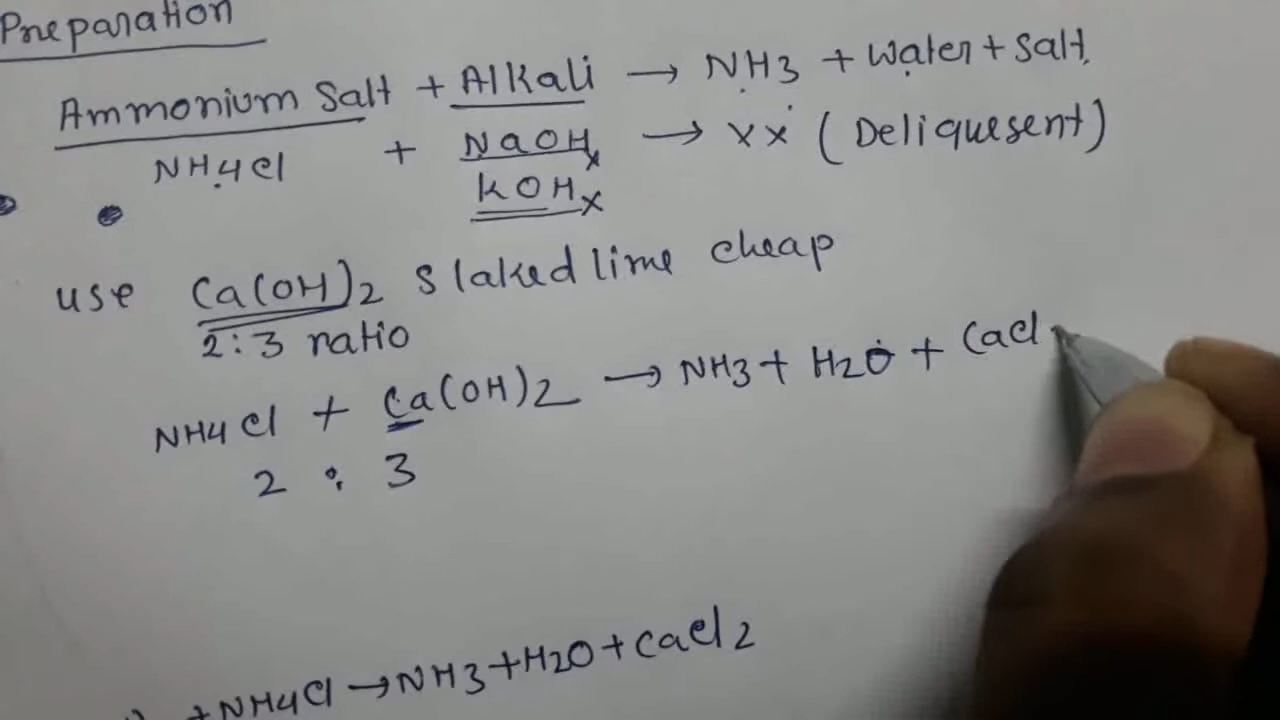 Preparation
Ammonium Salt + Alkali → NH3 + Water + Salt
NH4Cl + NaOH x → x x (Deliquesent)
KOH x
use Ca(OH)2 Slaked lime cheap
2:3 ratio
NH4Cl + Ca(OH)2 → NH3 + H2O + CaCl
2 : 3
+ NH4Cl → NH3 + H2O + CaCl2